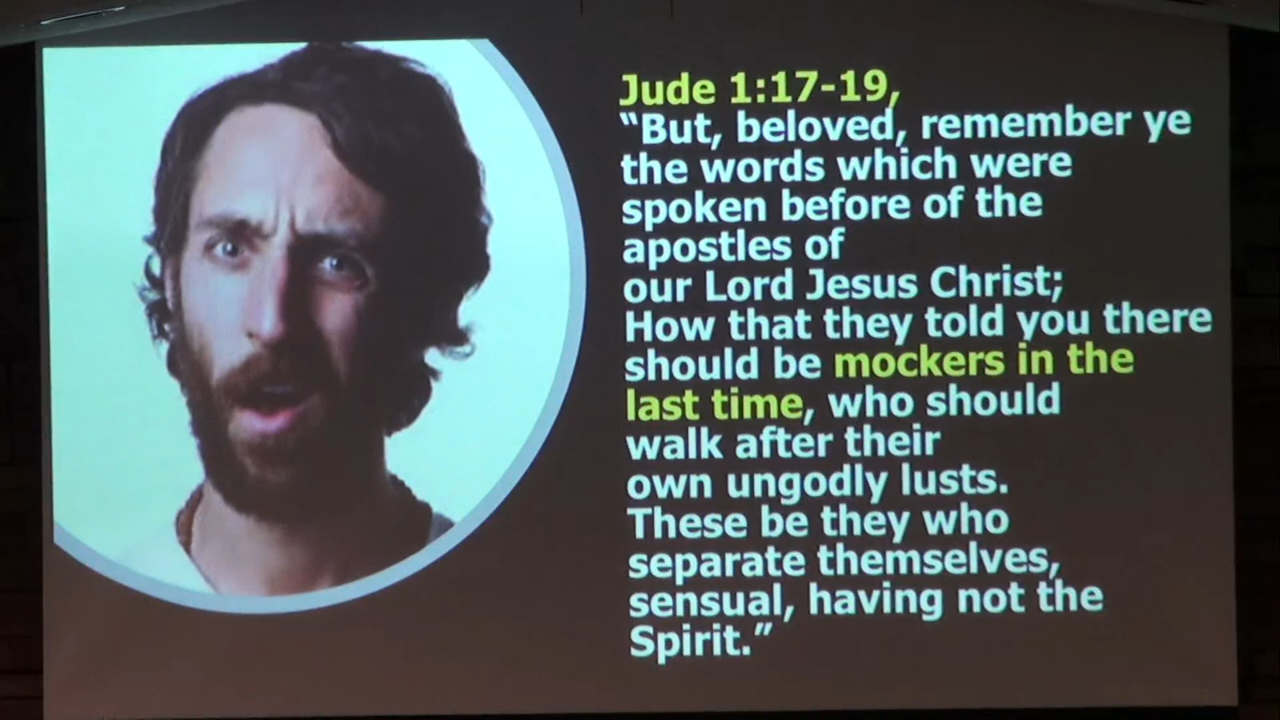 Jude 1:17-19,
“But, beloved, remember ye
the words which were
spoken before of the
apostles of
our Lord Jesus Christ;
How that they told you there
should be mockers in the
last time, who should
walk after their
own ungodly lusts.
These be they who
separate themselves,
sensual, having not the
Spirit.”